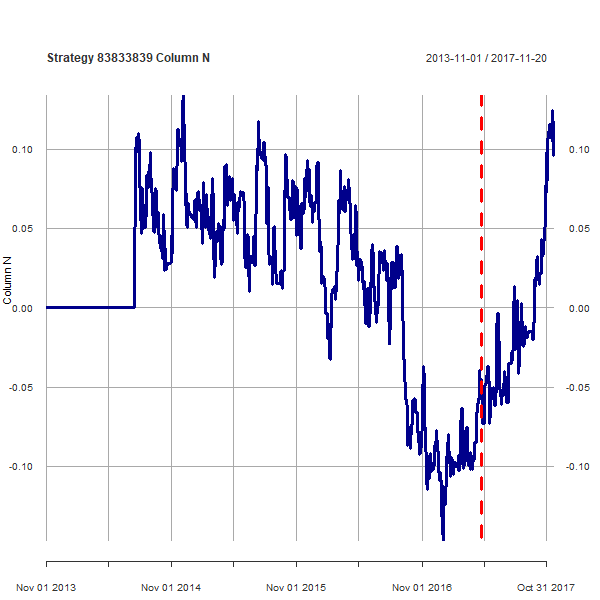 Strategy 83833839 Column N
2013-11-01 / 2017-11-20
0.10 0.10
0.05 0.05
0.00 0.00
-0.05 -0.05
-0.10 -0.10
Column N
Nov 01 2013 Nov 01 2014 Nov 01 2015 Nov 01 2016 Oct 31 2017